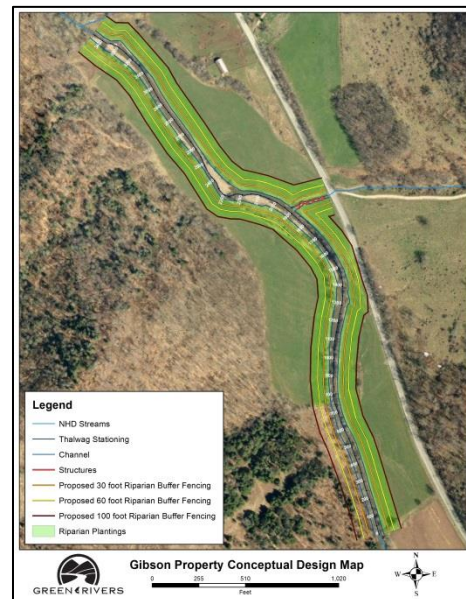 Legend
NHD Streams
Thalwag Stationing
Channel
Structures
Proposed 30 foot Riparian Buffer Fencing
Proposed 60 foot Riparian Buffer Fencing
Proposed 100 foot Riparian Buffer Fencing
Riparian Plantings
GREEN RIVERS
Gibson Property Conceptual Design Map
0 255 510 1,020
Feet
N
W E
S